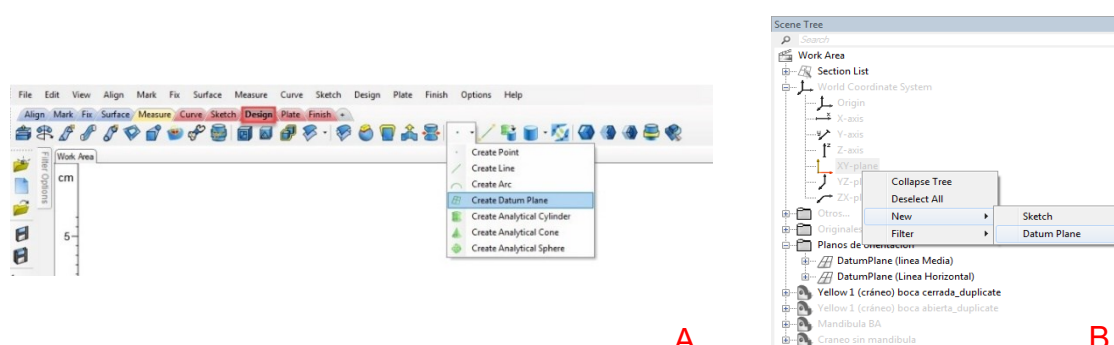 File Edit View Align Mark Fix Surface Measure Curve Sketch Design Plate Finish Options Help
Align Mark Fix Surface Measure Curve Sketch Design Plate Finish
Filter Options
Work Area
cm
5
Create Point
Create Line
Create Arc
Create Datum Plane
Create Analytical Cylinder
Create Analytical Cone
Create Analytical Sphere
A
Scene Tree
Search
Work Area
Section List
World Coordinate System
Origin
X-axis
Y-axis
Z-axis
XY-plane
YZ-pl
ZX-pl
Collapse Tree
Deselect All
New
Filter
Sketch
Datum Plane
Otros...
Originales
Planos de orientación
DatumPlane (linea Media)
DatumPlane (Linea Horizontal)
Yellow 1 (cráneo) boca cerrada_duplicate
Yellow 1 (cráneo) boca abierta_duplicate
Mandibula BA
Craneo sin mandibula
B